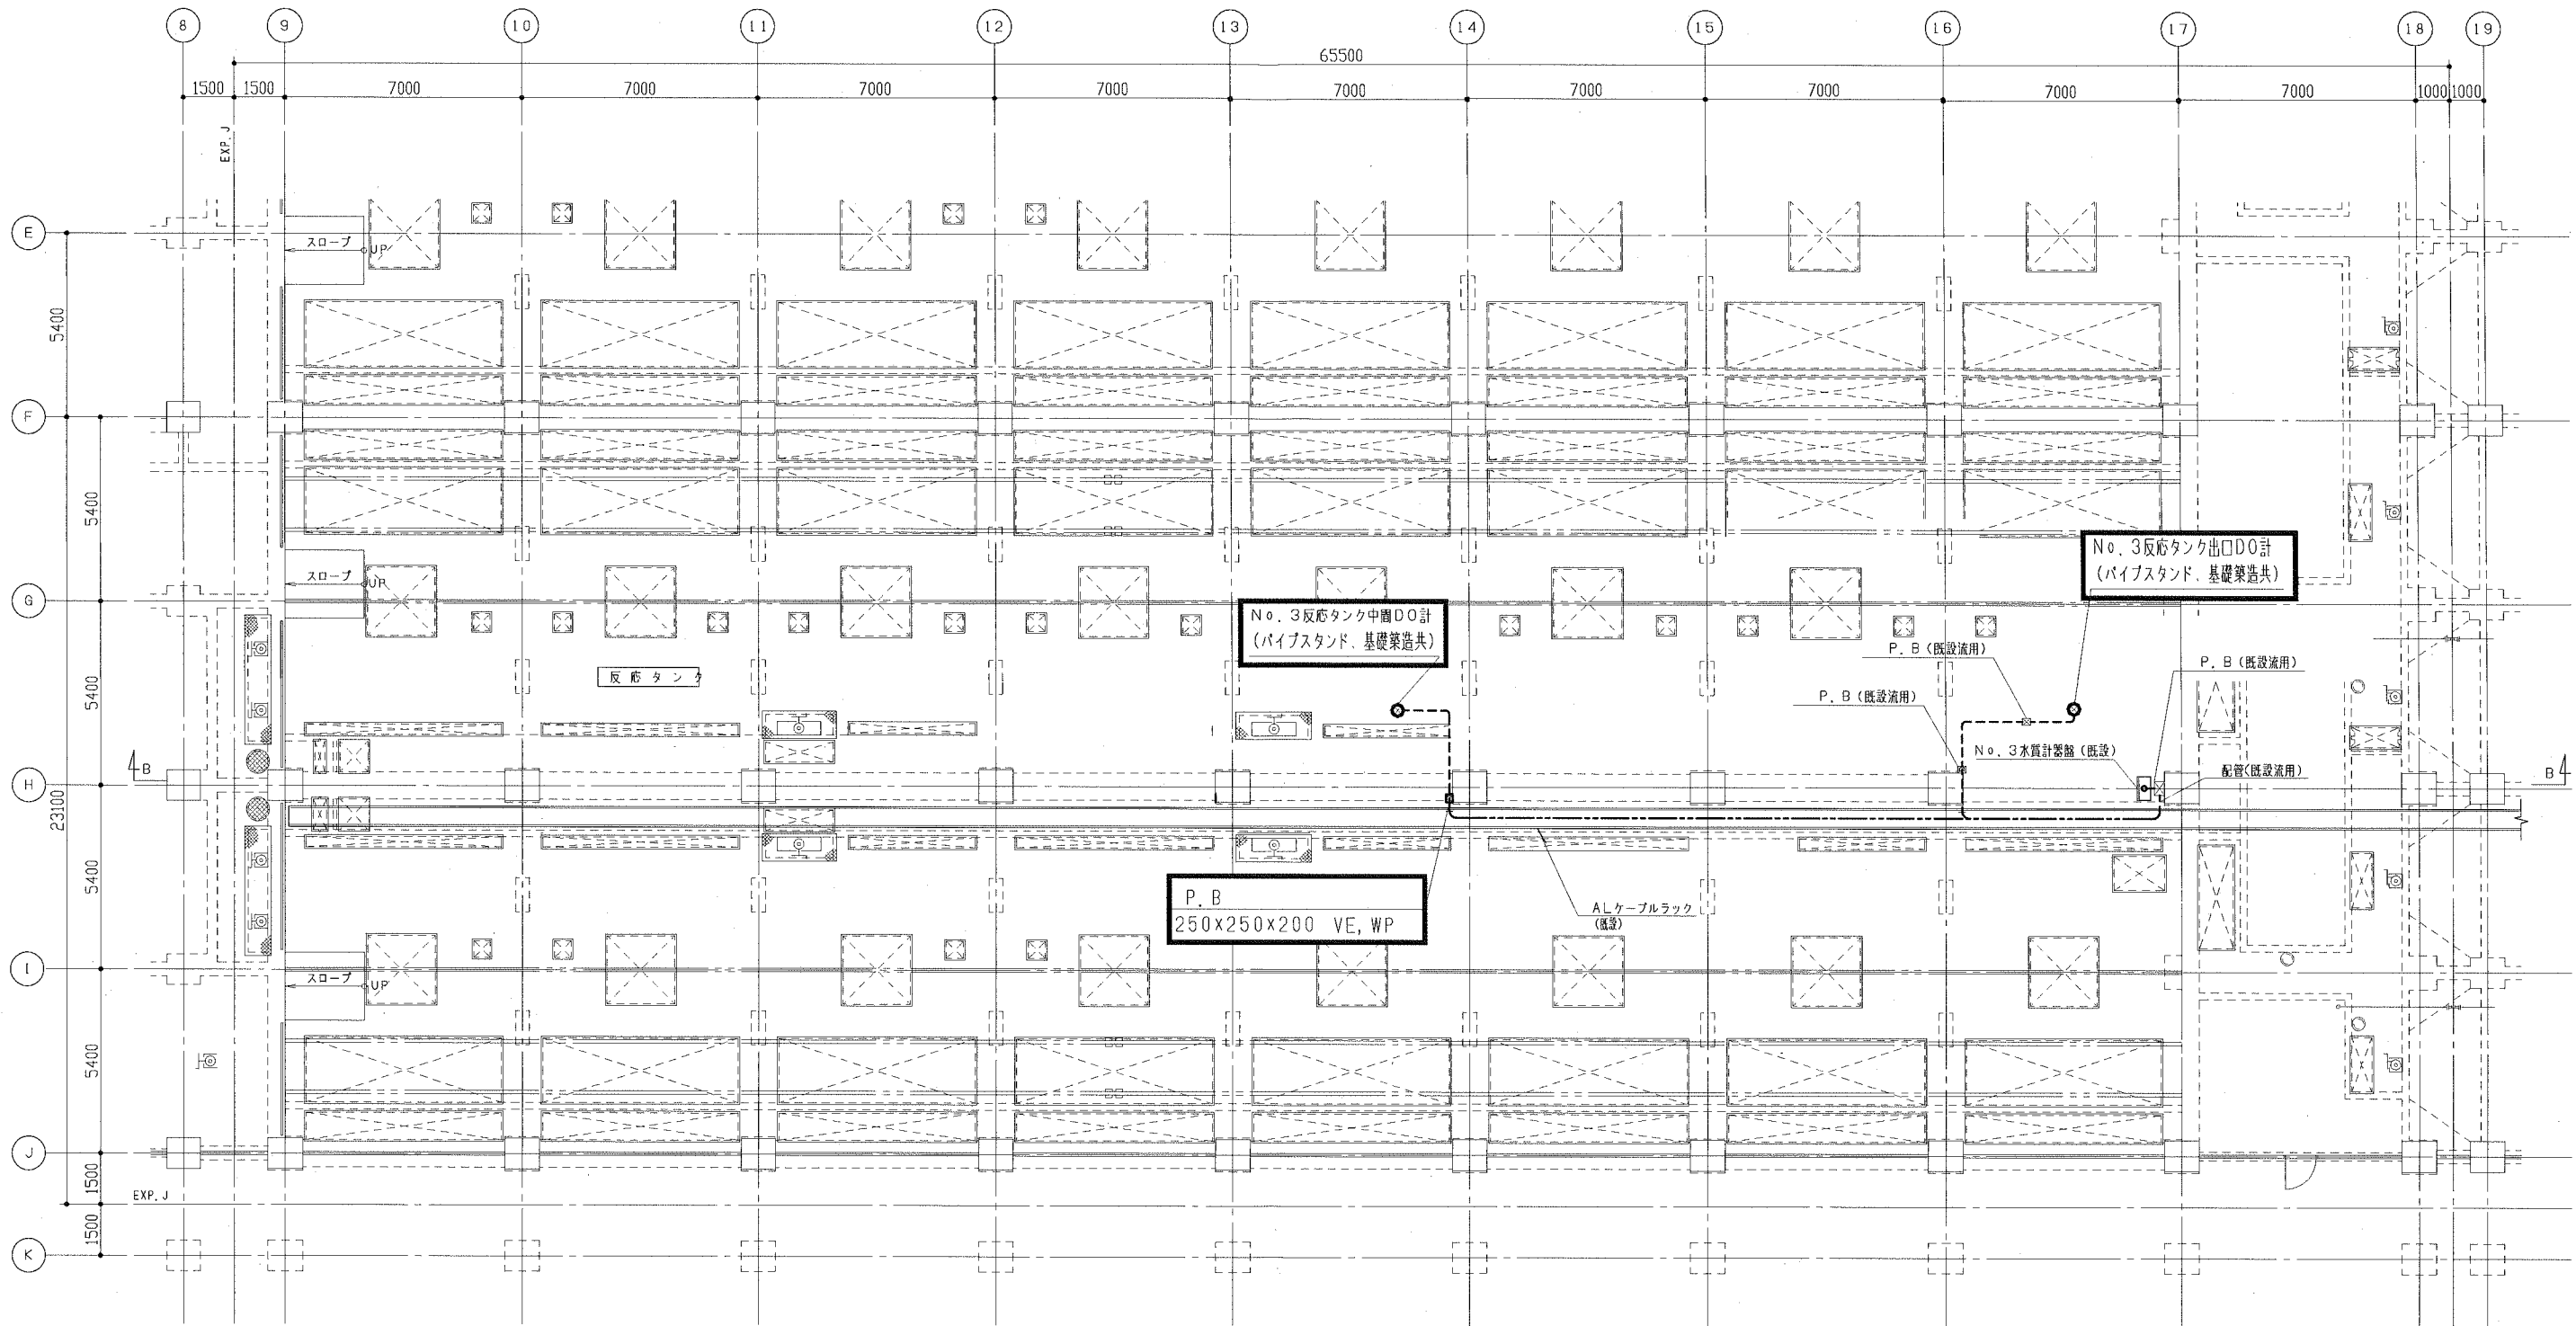 8 9 10 11 12 13 14 15 16 17 18 19
65500
1500 1500 7000 7000 7000 7000 7000 7000 7000 7000 7000 1000 1000
EXP.J
E
スロープ UP
5400
F
5400
No. 3反応タンク出口DO計
(パイプスタンド、基礎築造共)
スロープ UP
G
No. 3反応タンク中間DO計
(パイプスタンド、基礎築造共)
P. B (既設流用)
P. B (既設流用)
反応タンク
5400
P. B (既設流用)
No. 3水質計器盤 (既設)
B
H
配管(既設流用)
B
23100
5400
P. B
250×250×200 VE, WP
ALケーブルラック
(既設)
I
スロープ UP
5400
J
1500
EXP. J
1500
K